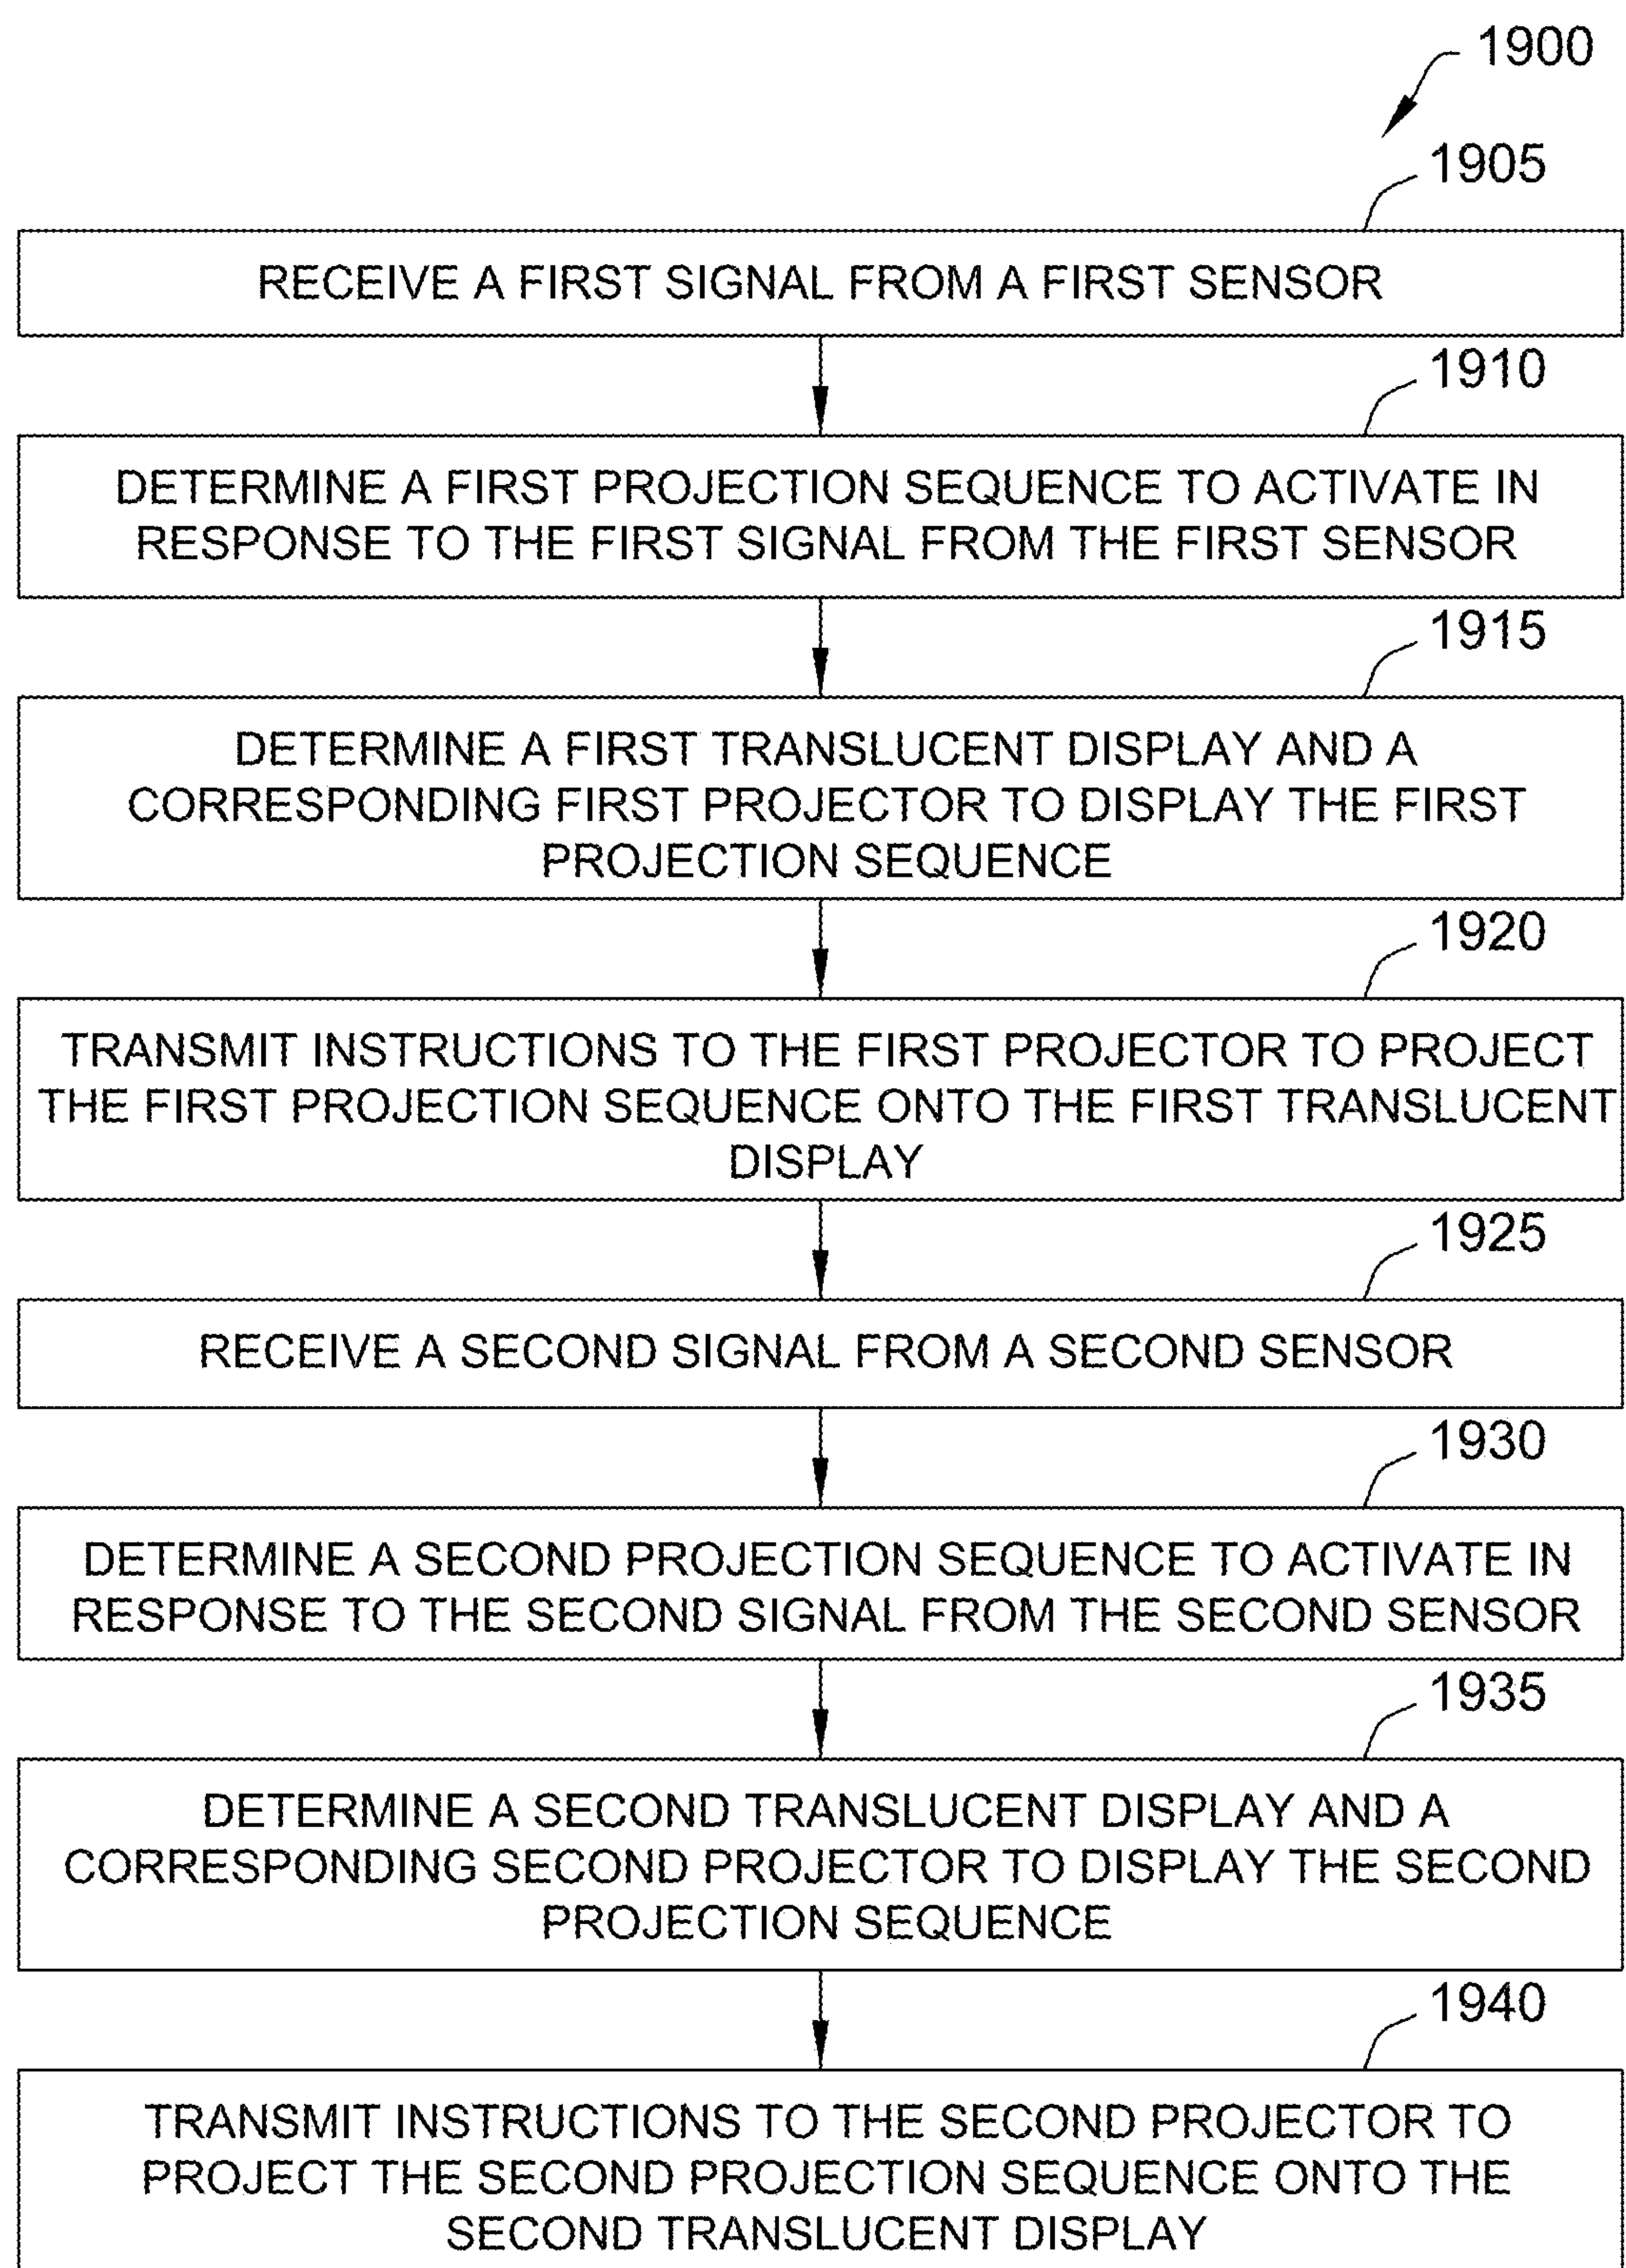 1900
1905
RECEIVE A FIRST SIGNAL FROM A FIRST SENSOR
1910
DETERMINE A FIRST PROJECTION SEQUENCE TO ACTIVATE IN
RESPONSE TO THE FIRST SIGNAL FROM THE FIRST SENSOR
1915
DETERMINE A FIRST TRANSLUCENT DISPLAY AND A
CORRESPONDING FIRST PROJECTOR TO DISPLAY THE FIRST
PROJECTION SEQUENCE
1920
TRANSMIT INSTRUCTIONS TO THE FIRST PROJECTOR TO PROJECT
THE FIRST PROJECTION SEQUENCE ONTO THE FIRST TRANSLUCENT
DISPLAY
1925
RECEIVE A SECOND SIGNAL FROM A SECOND SENSOR
1930
DETERMINE A SECOND PROJECTION SEQUENCE TO ACTIVATE IN
RESPONSE TO THE SECOND SIGNAL FROM THE SECOND SENSOR
1935
DETERMINE A SECOND TRANSLUCENT DISPLAY AND A
CORRESPONDING SECOND PROJECTOR TO DISPLAY THE SECOND
PROJECTION SEQUENCE
1940
TRANSMIT INSTRUCTIONS TO THE SECOND PROJECTOR TO
PROJECT THE SECOND PROJECTION SEQUENCE ONTO THE
SECOND TRANSLUCENT DISPLAY